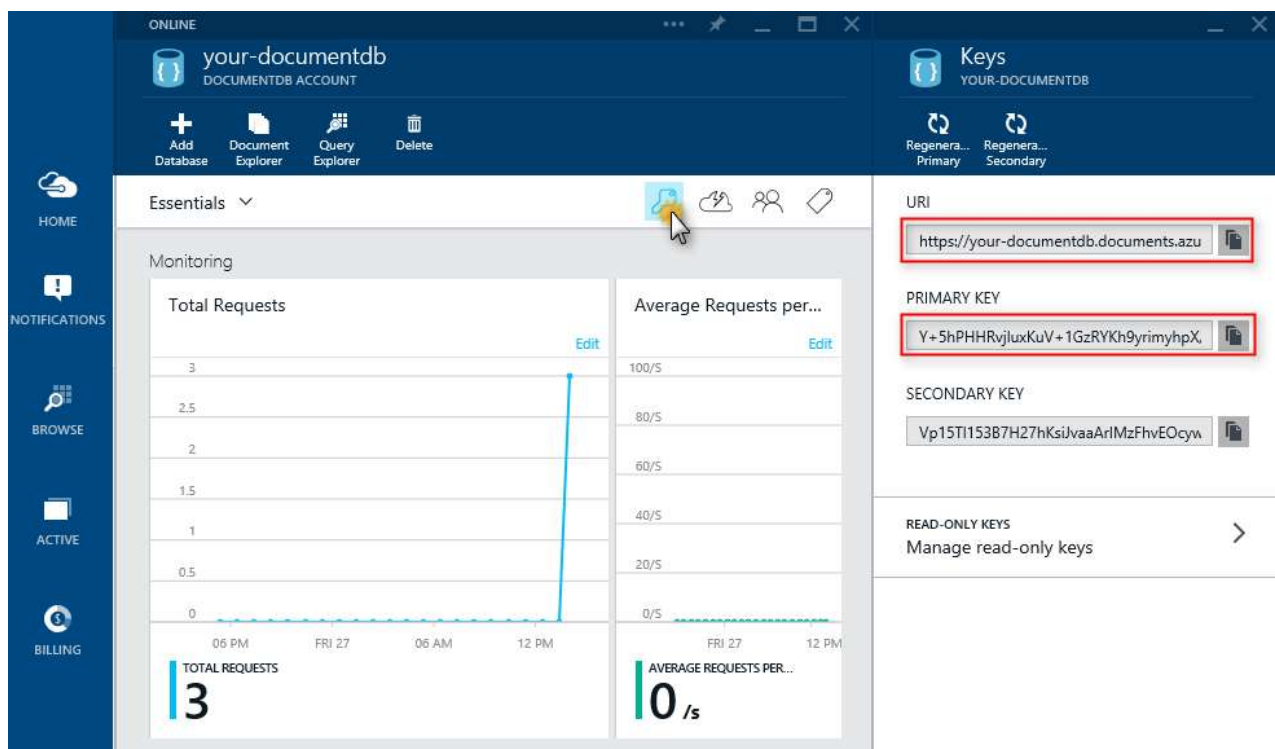 HOME
NOTIFICATIONS
BROWSE
ACTIVE
BILLING
ONLINE
your-documentdb
DOCUMENTDB ACCOUNT
Add Database
Document Explorer
Query Explorer
Delete
Essentials
Monitoring
Total Requests
Edit
3
2.5
2
1.5
1
0.5
0
06 PM FRI 27 06 AM 12 PM
TOTAL REQUESTS
3
Average Requests per...
Edit
100/S
80/S
60/S
40/S
20/S
0/S
FRI 27 12 PM
AVERAGE REQUESTS PER...
0 /s
Keys
YOUR-DOCUMENTDB
Regenera... Primary
Regenera... Secondary
URI
https://your-documentdb.documents.azu
PRIMARY KEY
Y+5hPHHRvjluxKuV+1GzRYKh9yrimyhpX,
SECONDARY KEY
Vp15TI153B7H27hKsiJvaaArIMzFhvEOcyw
READ-ONLY KEYS
Manage read-only keys